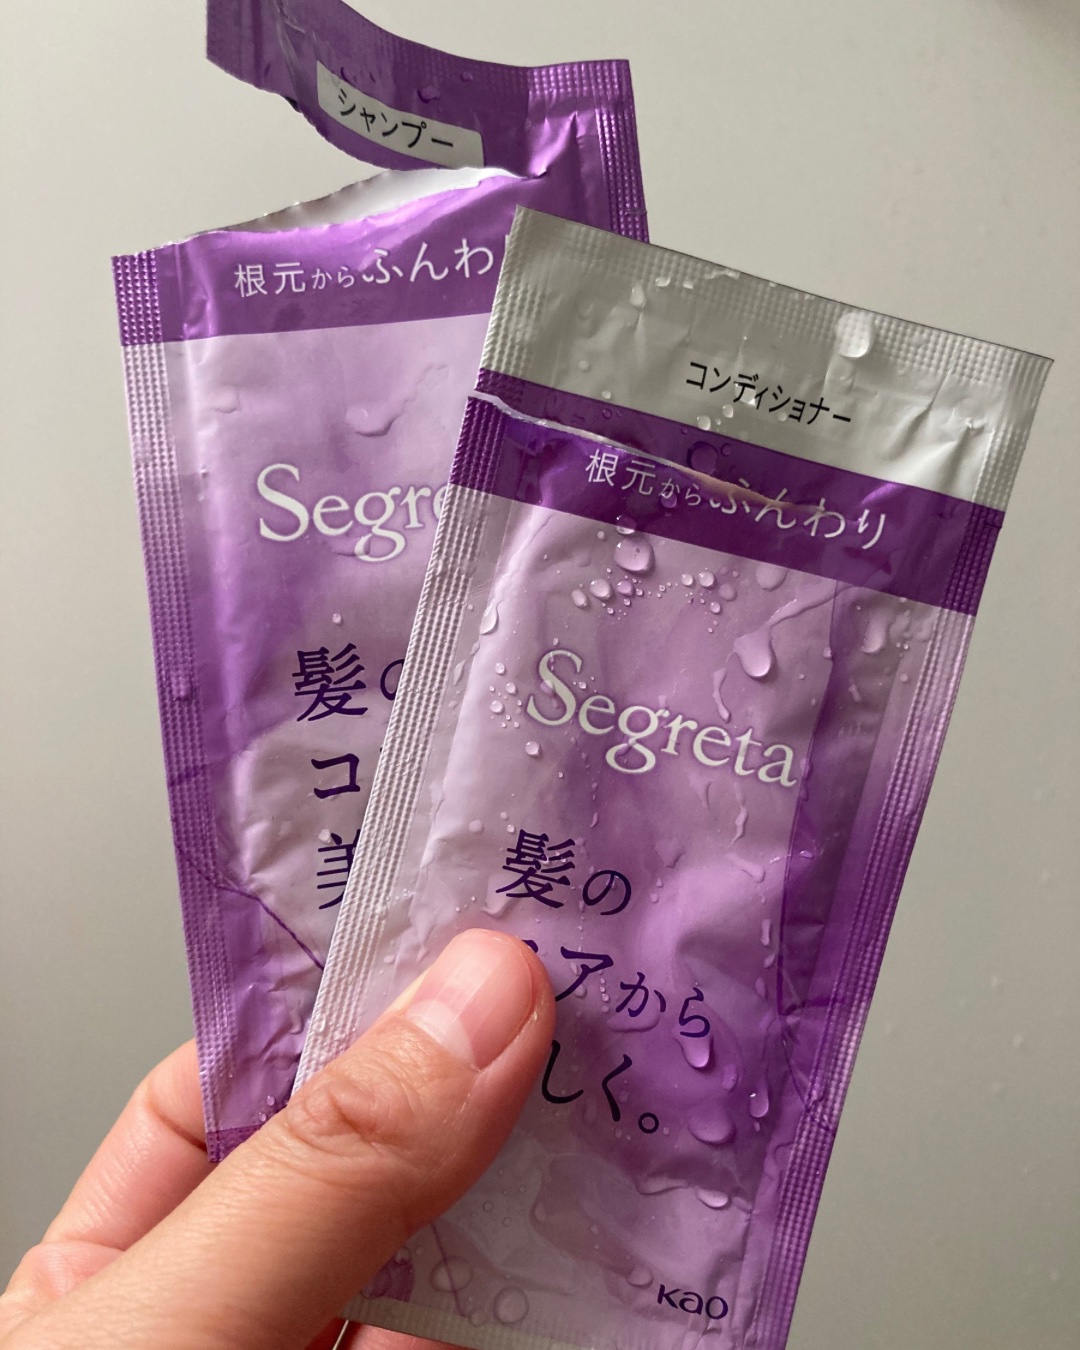 シャンプー
根元からふんわ
Segre
髪の
コ
美
コンディショナー
根元からふんわり
Segreta
髪の
アから
しく。
Kao